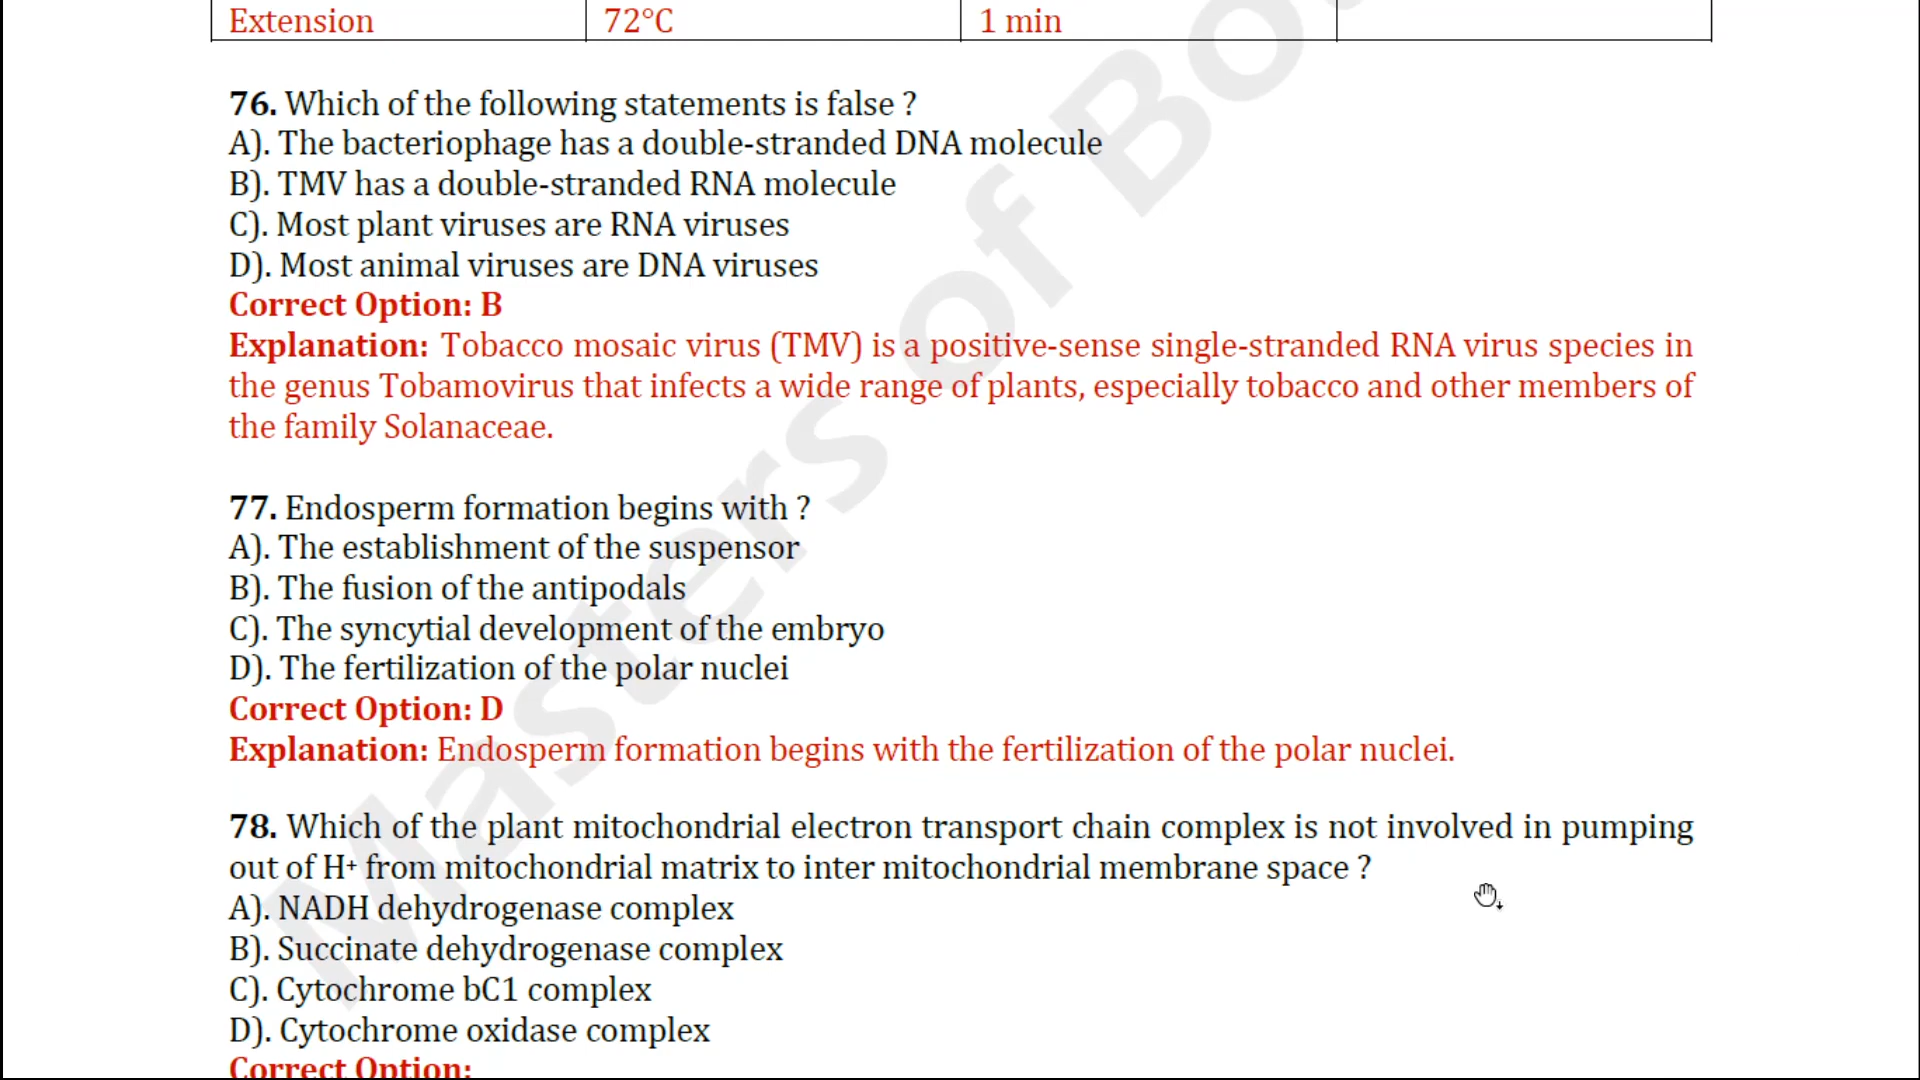 Extension 72°C 1 min
76. Which of the following statements is false ?
A). The bacteriophage has a double-stranded DNA molecule
B). TMV has a double-stranded RNA molecule
C). Most plant viruses are RNA viruses
D). Most animal viruses are DNA viruses
Correct Option: B
Explanation: Tobacco mosaic virus (TMV) is a positive-sense single-stranded RNA virus species in
the genus Tobamovirus that infects a wide range of plants, especially tobacco and other members of
the family Solanaceae.
77. Endosperm formation begins with ?
A). The establishment of the suspensor
B). The fusion of the antipodals
C). The syncytial development of the embryo
D). The fertilization of the polar nuclei
Correct Option: D
Explanation: Endosperm formation begins with the fertilization of the polar nuclei.
78. Which of the plant mitochondrial electron transport chain complex is not involved in pumping
out of H⁺ from mitochondrial matrix to inter mitochondrial membrane space ?
A). NADH dehydrogenase complex
B). Succinate dehydrogenase complex
C). Cytochrome bC1 complex
D). Cytochrome oxidase complex
Correct Option:
Masters of Bo